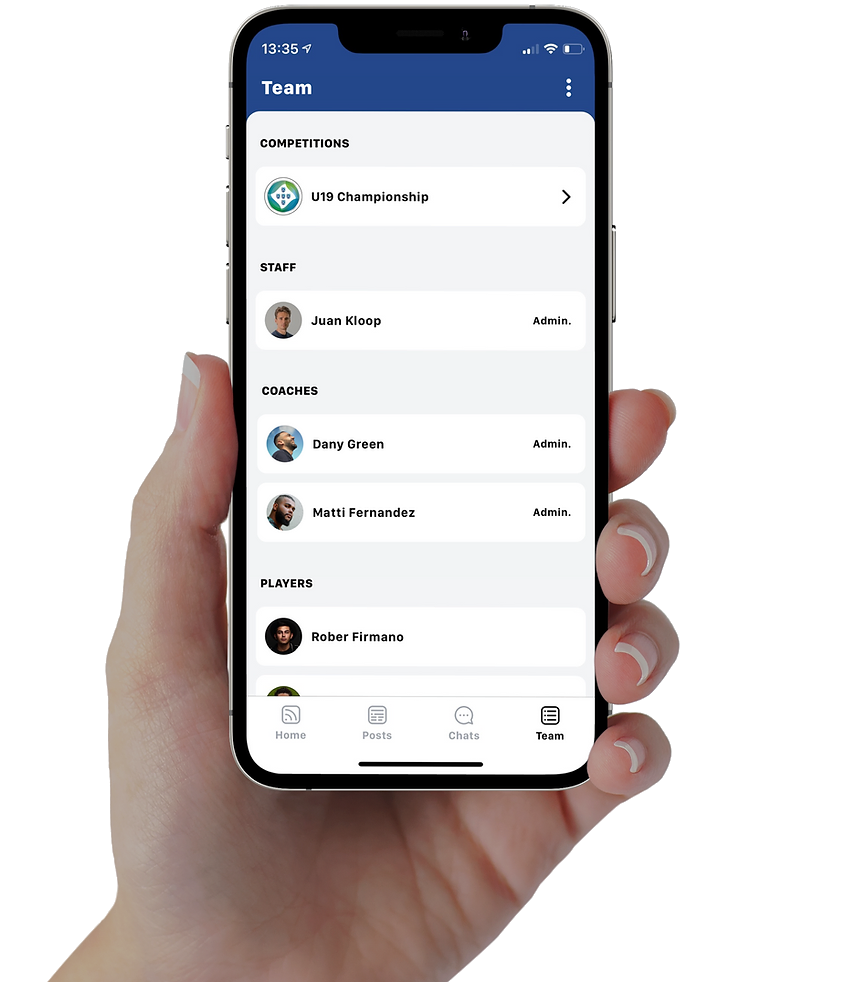 13:35
Team
COMPETITIONS
U19 Championship
STAFF
Juan Kloop
Admin.
COACHES
Dany Green
Admin.
Matti Fernandez
Admin.
PLAYERS
Rober Firmano
Home
Posts
Chats
Team